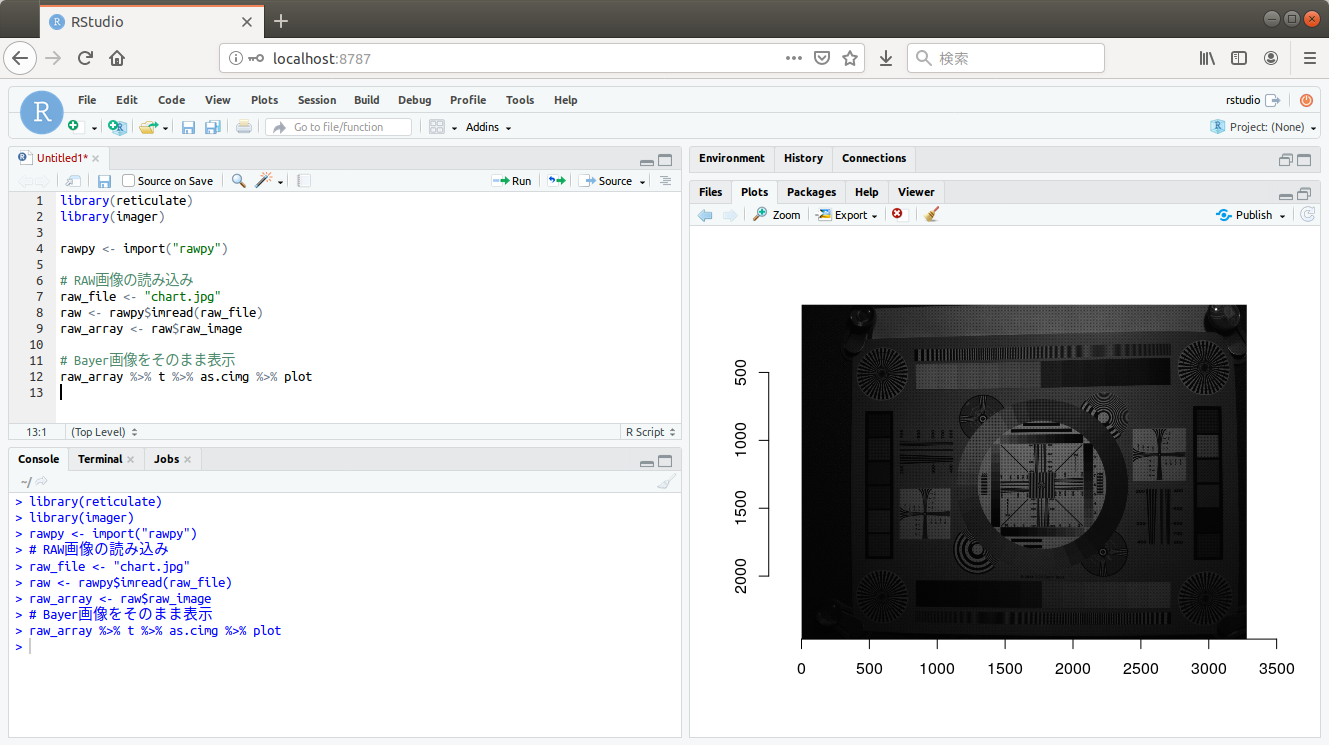 RStudio
localhost:8787
検索
R
File Edit Code View Plots Session Build Debug Profile Tools Help
rstudio
Go to file/function
Addins
Project: (None)
Untitled1*
Source on Save
Run
Source
1 library(reticulate)
2 library(imager)
3
4 rawpy <- import("rawpy")
5
6 # RAW画像の読み込み
7 raw_file <- "chart.jpg"
8 raw <- rawpy$imread(raw_file)
9 raw_array <- raw$raw_image
10
11 # Bayer画像をそのまま表示
12 raw_array %>% t %>% as.cimg %>% plot
13
13:1 (Top Level) R Script
Console Terminal Jobs
~/
> library(reticulate)
> library(imager)
> rawpy <- import("rawpy")
> # RAW画像の読み込み
> raw_file <- "chart.jpg"
> raw <- rawpy$imread(raw_file)
> raw_array <- raw$raw_image
> # Bayer画像をそのまま表示
> raw_array %>% t %>% as.cimg %>% plot
>
Environment History Connections
Files Plots Packages Help Viewer
Zoom Export Publish
500
1000
1500
2000
0 500 1000 1500 2000 2500 3000 3500